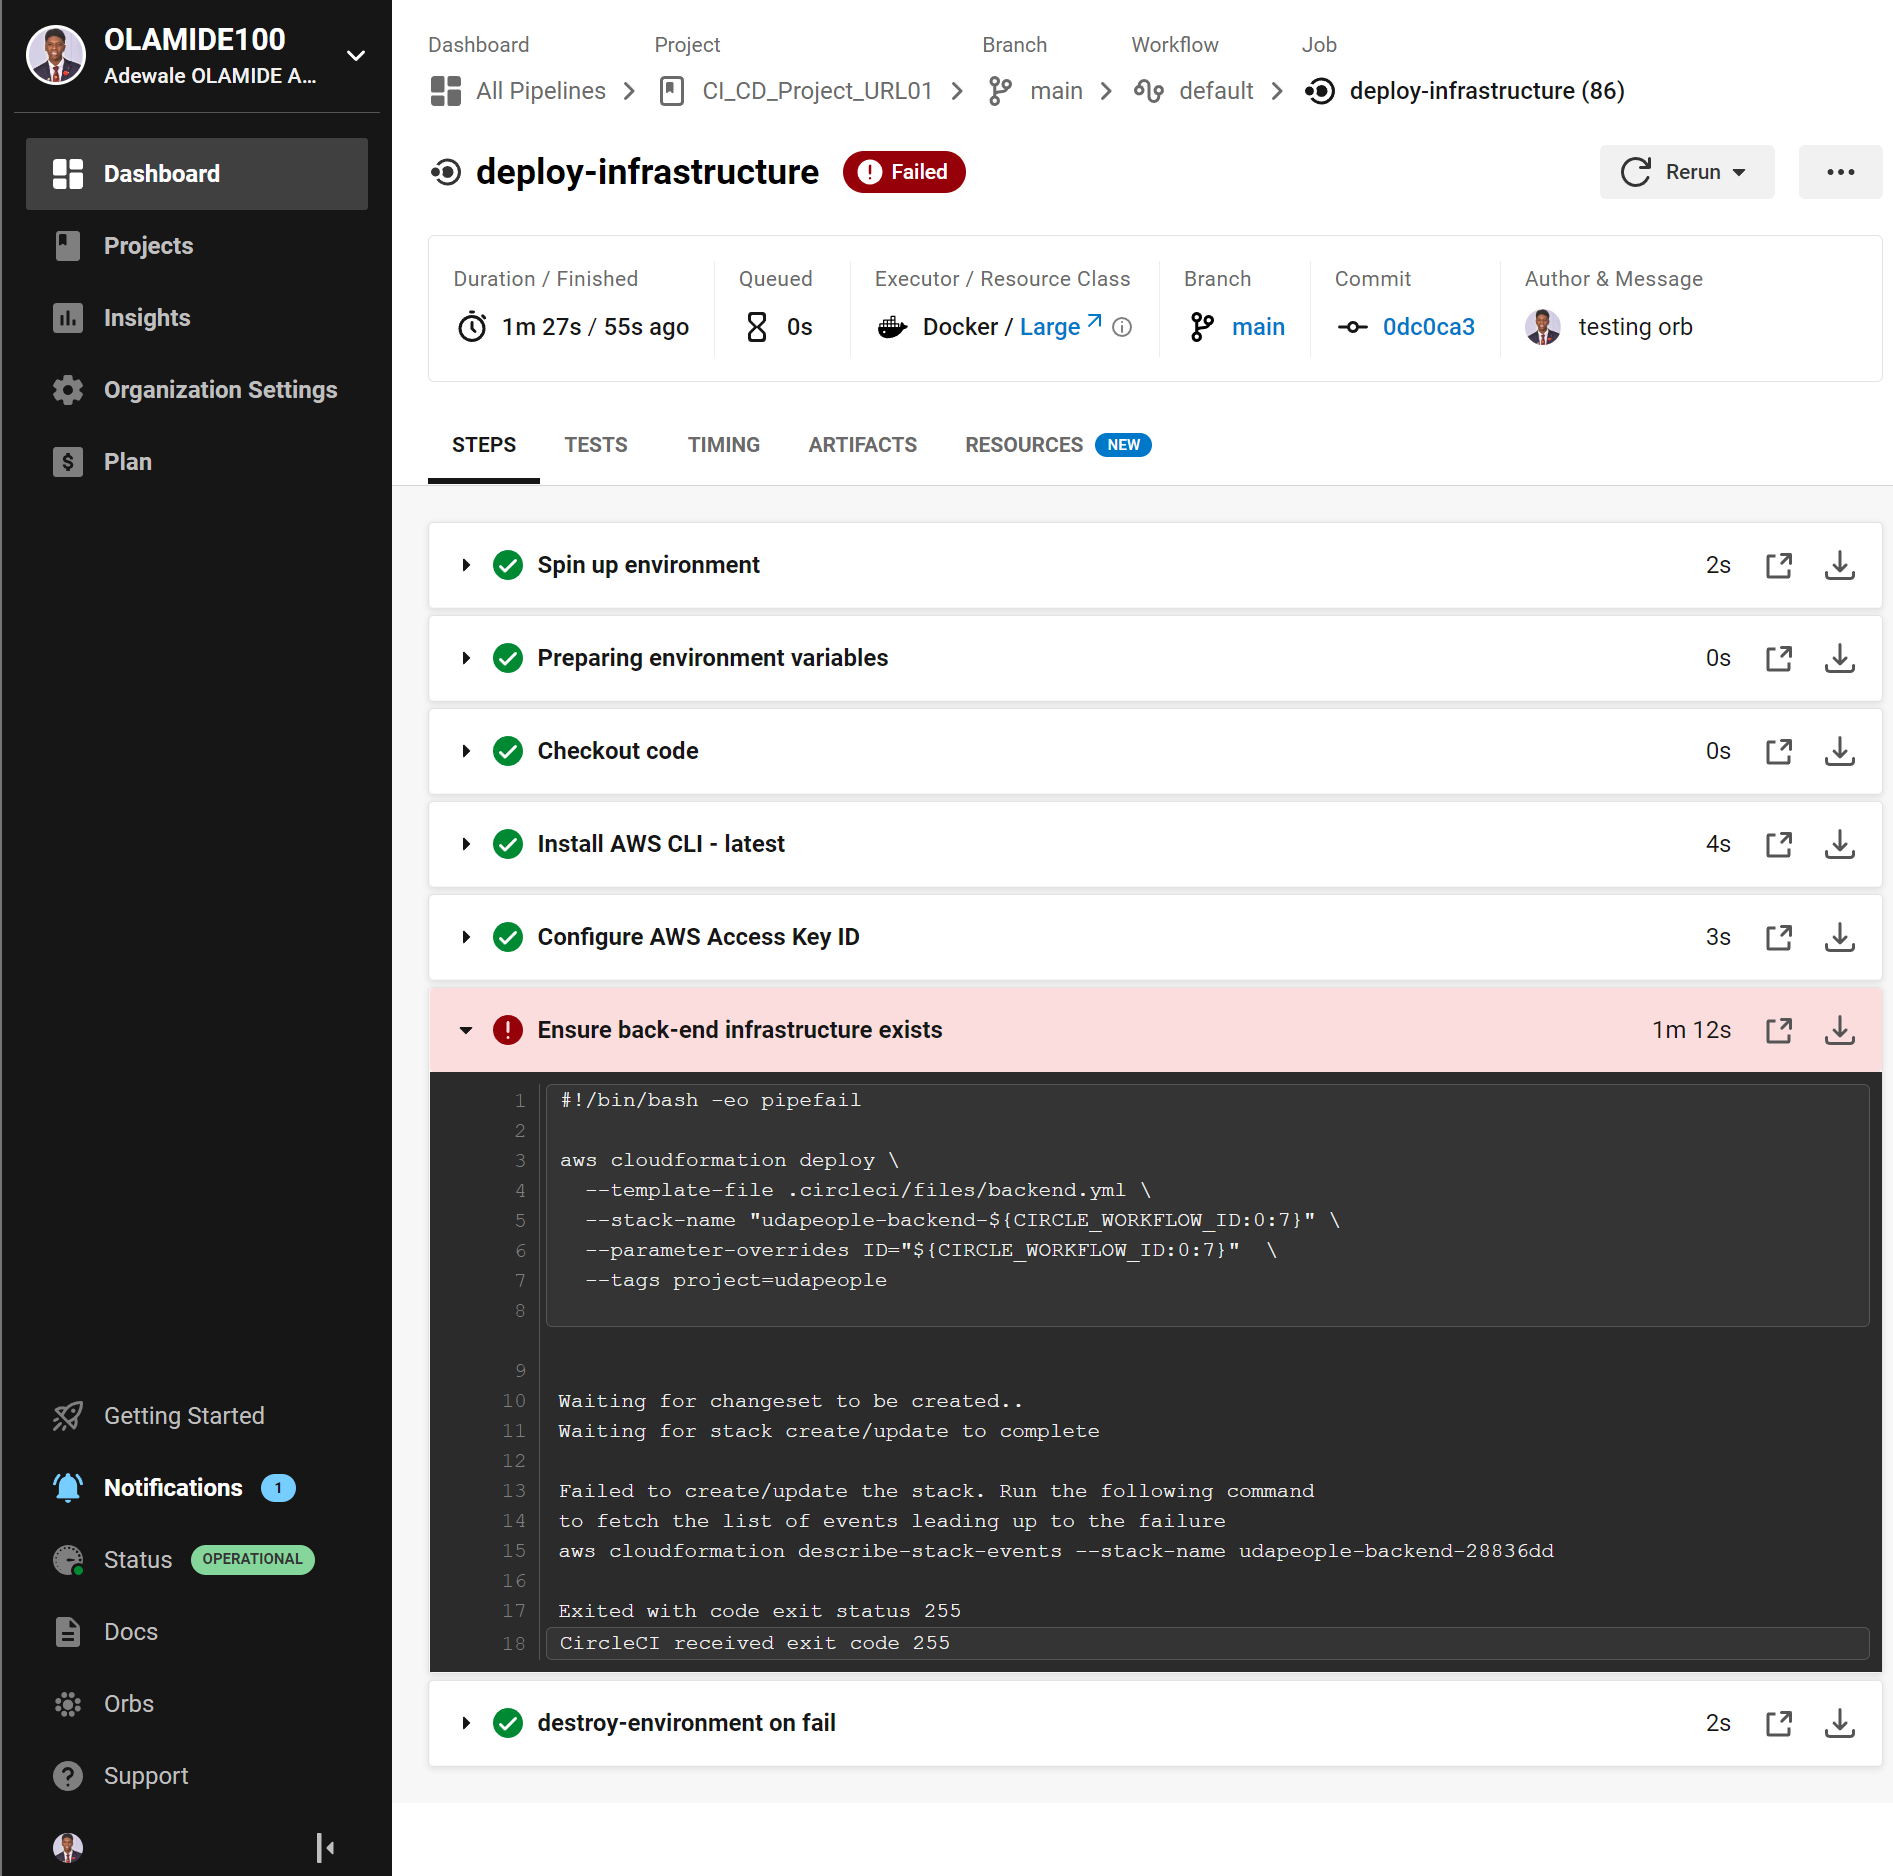 OLAMIDE100
Adewale OLAMIDE A...
Dashboard
Projects
Insights
Organization Settings
Plan
Getting Started
Notifications 1
Status OPERATIONAL
Docs
Orbs
Support
Dashboard Project Branch Workflow Job
All Pipelines CI_CD_Project_URL01 main default deploy-infrastructure (86)
deploy-infrastructure Failed Rerun
Duration / Finished Queued Executor / Resource Class Branch Commit Author & Message
1m 27s / 55s ago 0s Docker / Large main 0dc0ca3 testing orb
STEPS TESTS TIMING ARTIFACTS RESOURCES NEW
Spin up environment 2s
Preparing environment variables 0s
Checkout code 0s
Install AWS CLI - latest 4s
Configure AWS Access Key ID 3s
Ensure back-end infrastructure exists 1m 12s
1 #!/bin/bash -eo pipefail
2
3 aws cloudformation deploy \
4 --template-file .circleci/files/backend.yml \
5 --stack-name "udapeople-backend-${CIRCLE_WORKFLOW_ID:0:7}" \
6 --parameter-overrides ID="${CIRCLE_WORKFLOW_ID:0:7}"  \
7 --tags project=udapeople
8
9
10 Waiting for changeset to be created..
11 Waiting for stack create/update to complete
12
13 Failed to create/update the stack. Run the following command
14 to fetch the list of events leading up to the failure
15 aws cloudformation describe-stack-events --stack-name udapeople-backend-28836dd
16
17 Exited with code exit status 255
18 CircleCI received exit code 255
destroy-environment on fail 2s